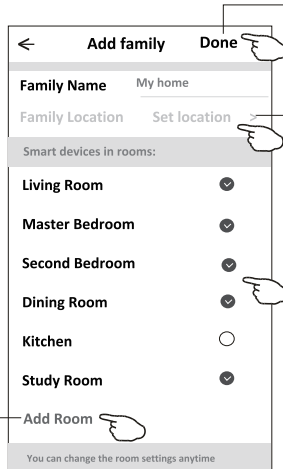 ← Add family Done
Family Name My home
Family Location Set location >
Smart devices in rooms:
Living Room
Master Bedroom
Second Bedroom
Dining Room
Kitchen
Study Room
Add Room
You can change the room settings anytime